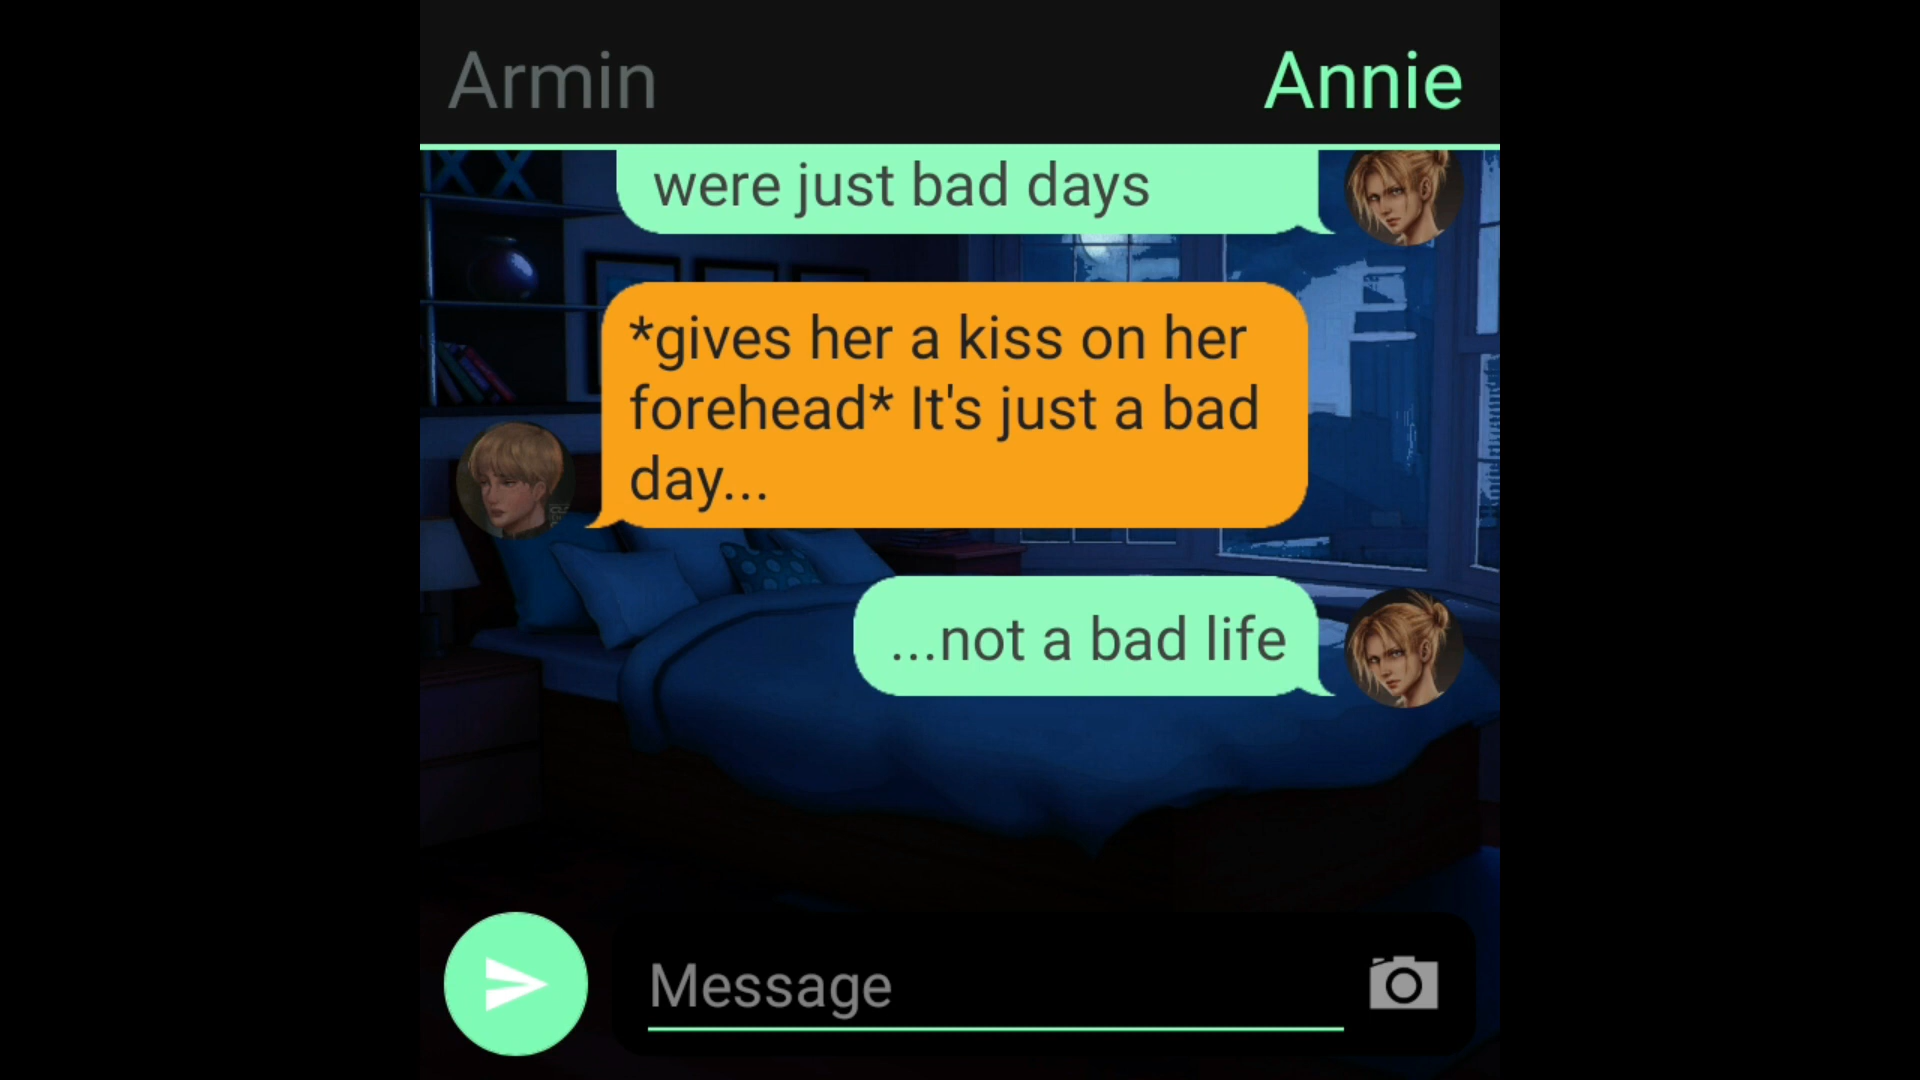 Armin
Annie
were just bad days
*gives her a kiss on her
forehead* It's just a bad
day...
...not a bad life
Message